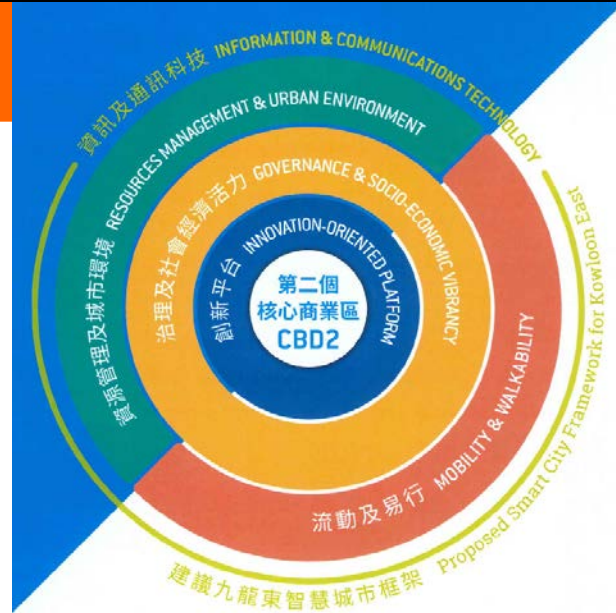 資訊及通訊科技 INFORMATION & COMMUNICATIONS TECHNOLOGY
資源管理及城市環境 RESOURCES MANAGEMENT & URBAN ENVIRONMENT
治理及社會經濟活力 GOVERNANCE & SOCIO-ECONOMIC VIBRANCY
創新平台 INNOVATION-ORIENTED PLATFORM
第二個
核心商業區
CBD2
流動及易行 MOBILITY & WALKABILITY
建議九龍東智慧城市框架 Proposed Smart City Framework for Kowloon East